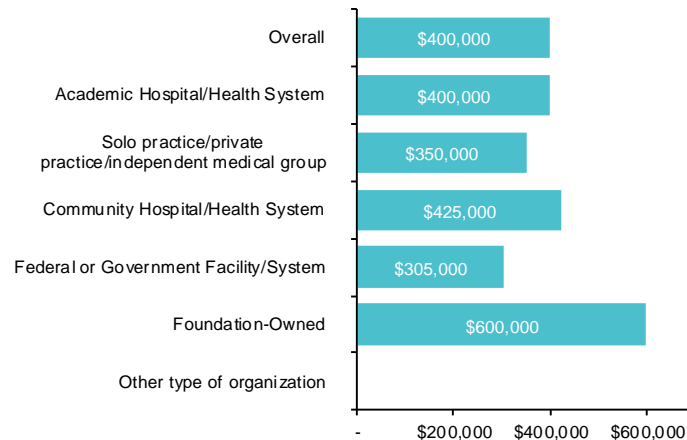 Overall
$400,000
Academic Hospital/Health System
$400,000
Solo practice/private
practice/independent medical group
$350,000
Community Hospital/Health System
$425,000
Federal or Government Facility/System
$305,000
Foundation-Owned
$600,000
Other type of organization
- $200,000 $400,000 $600,000